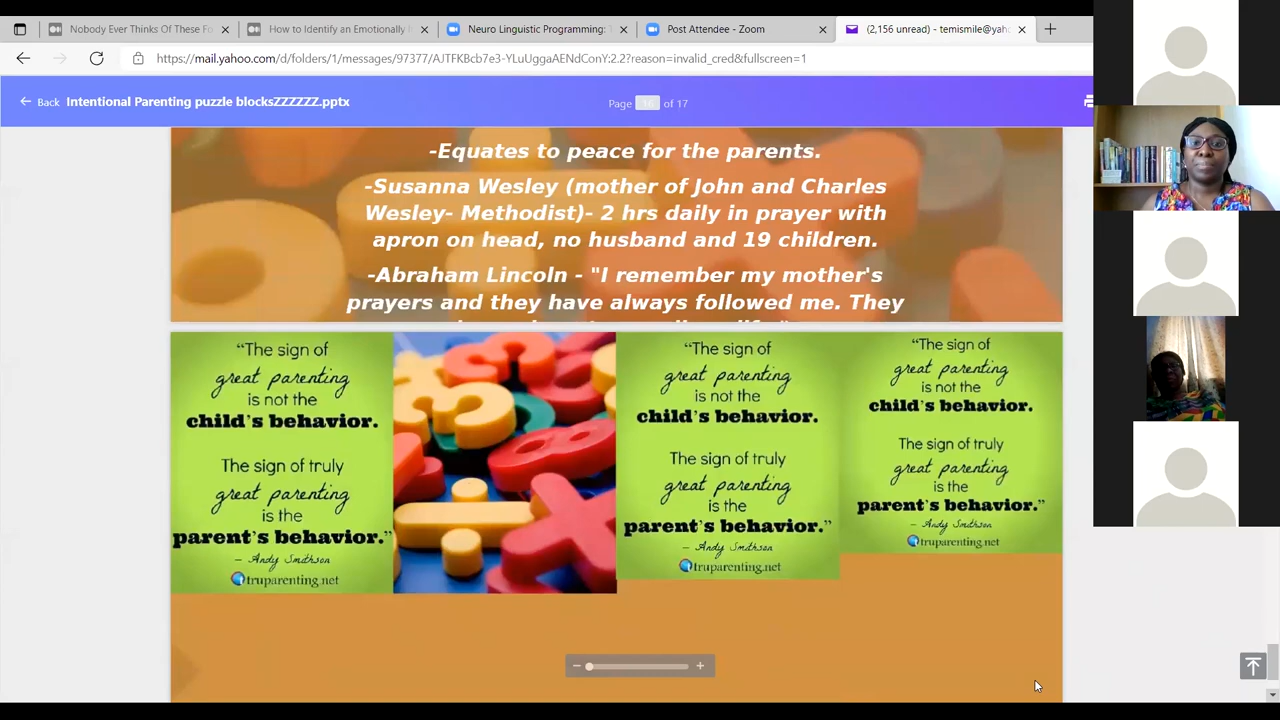 Nobody Ever Thinks Of These Fo
How to Identify an Emotionally I
Neuro Linguistic Programming: T
Post Attendee - Zoom
(2,156 unread) - temismile@yaho
https://mail.yahoo.com/d/folders/1/messages/97377/AJTFKBcb7e3-YLuUggaAENdConY:2.2?reason=invalid_cred&fullscreen=1
Back Intentional Parenting puzzle blocksZZZZZZ.pptx
Page 16 of 17
-Equates to peace for the parents.
-Susanna Wesley (mother of John and Charles
Wesley- Methodist)- 2 hrs daily in prayer with
apron on head, no husband and 19 children.
-Abraham Lincoln - "I remember my mother's
prayers and they have always followed me. They
“The sign of
great parenting
is not the
child's behavior.
The sign of truly
great parenting
is the
parent's behavior.”
– Andy Smithson
truparenting.net
“The sign of
great parenting
is not the
child's behavior.
The sign of truly
great parenting
is the
parent's behavior.”
– Andy Smithson
truparenting.net
“The sign of
great parenting
is not the
child's behavior.
The sign of truly
great parenting
is the
parent's behavior.”
– Andy Smithson
truparenting.net